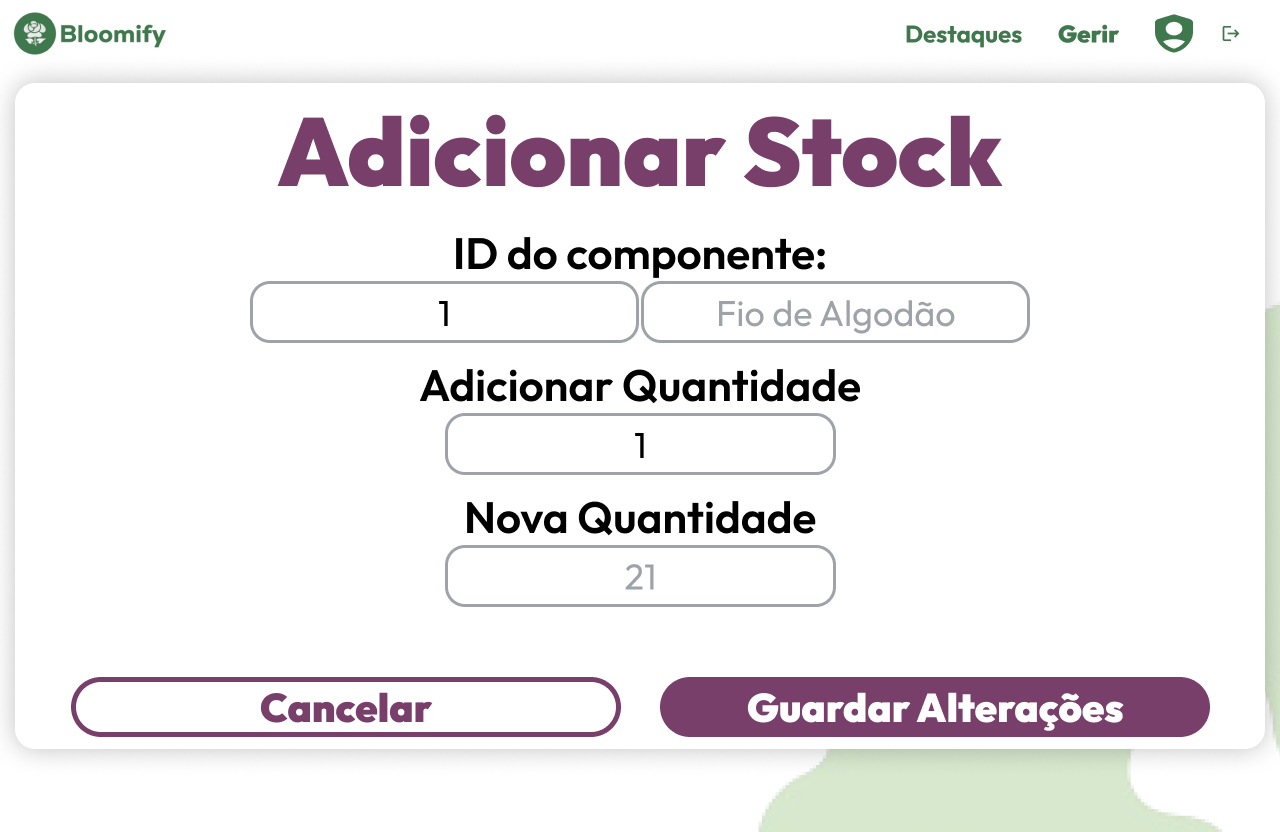 Bloomify
Destaques Gerir
Adicionar Stock
ID do componente:
1 Fio de Algodão
Adicionar Quantidade
1
Nova Quantidade
21
Cancelar Guardar Alterações